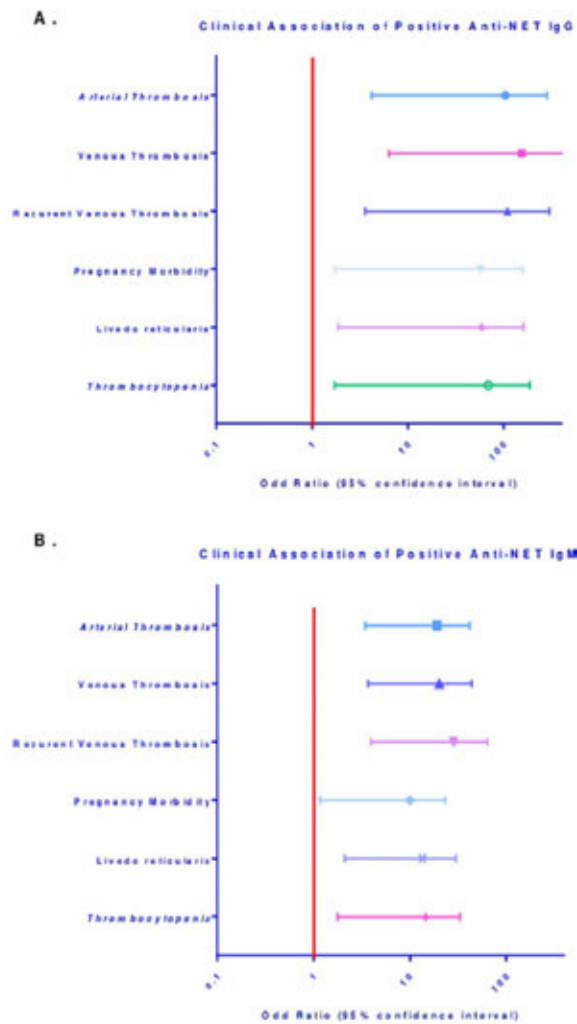 A.
Clinical Association of Positive Anti-NET IgG
Arterial Thrombosis
Venous Thrombosis
Recurent Venous Thrombosis
Pregnancy Morbidity
Livedo reticularis
Thrombocytopenia
0.1 1 10 100
Odd Ratio (95% confidence interval)
B.
Clinical Association of Positive Anti-NET IgM
Arterial Thrombosis
Venous Thrombosis
Recurent Venous Thrombosis
Pregnancy Morbidity
Livedo reticularis
Thrombocytopenia
0.1 1 10 100
Odd Ratio (95% confidence interval)